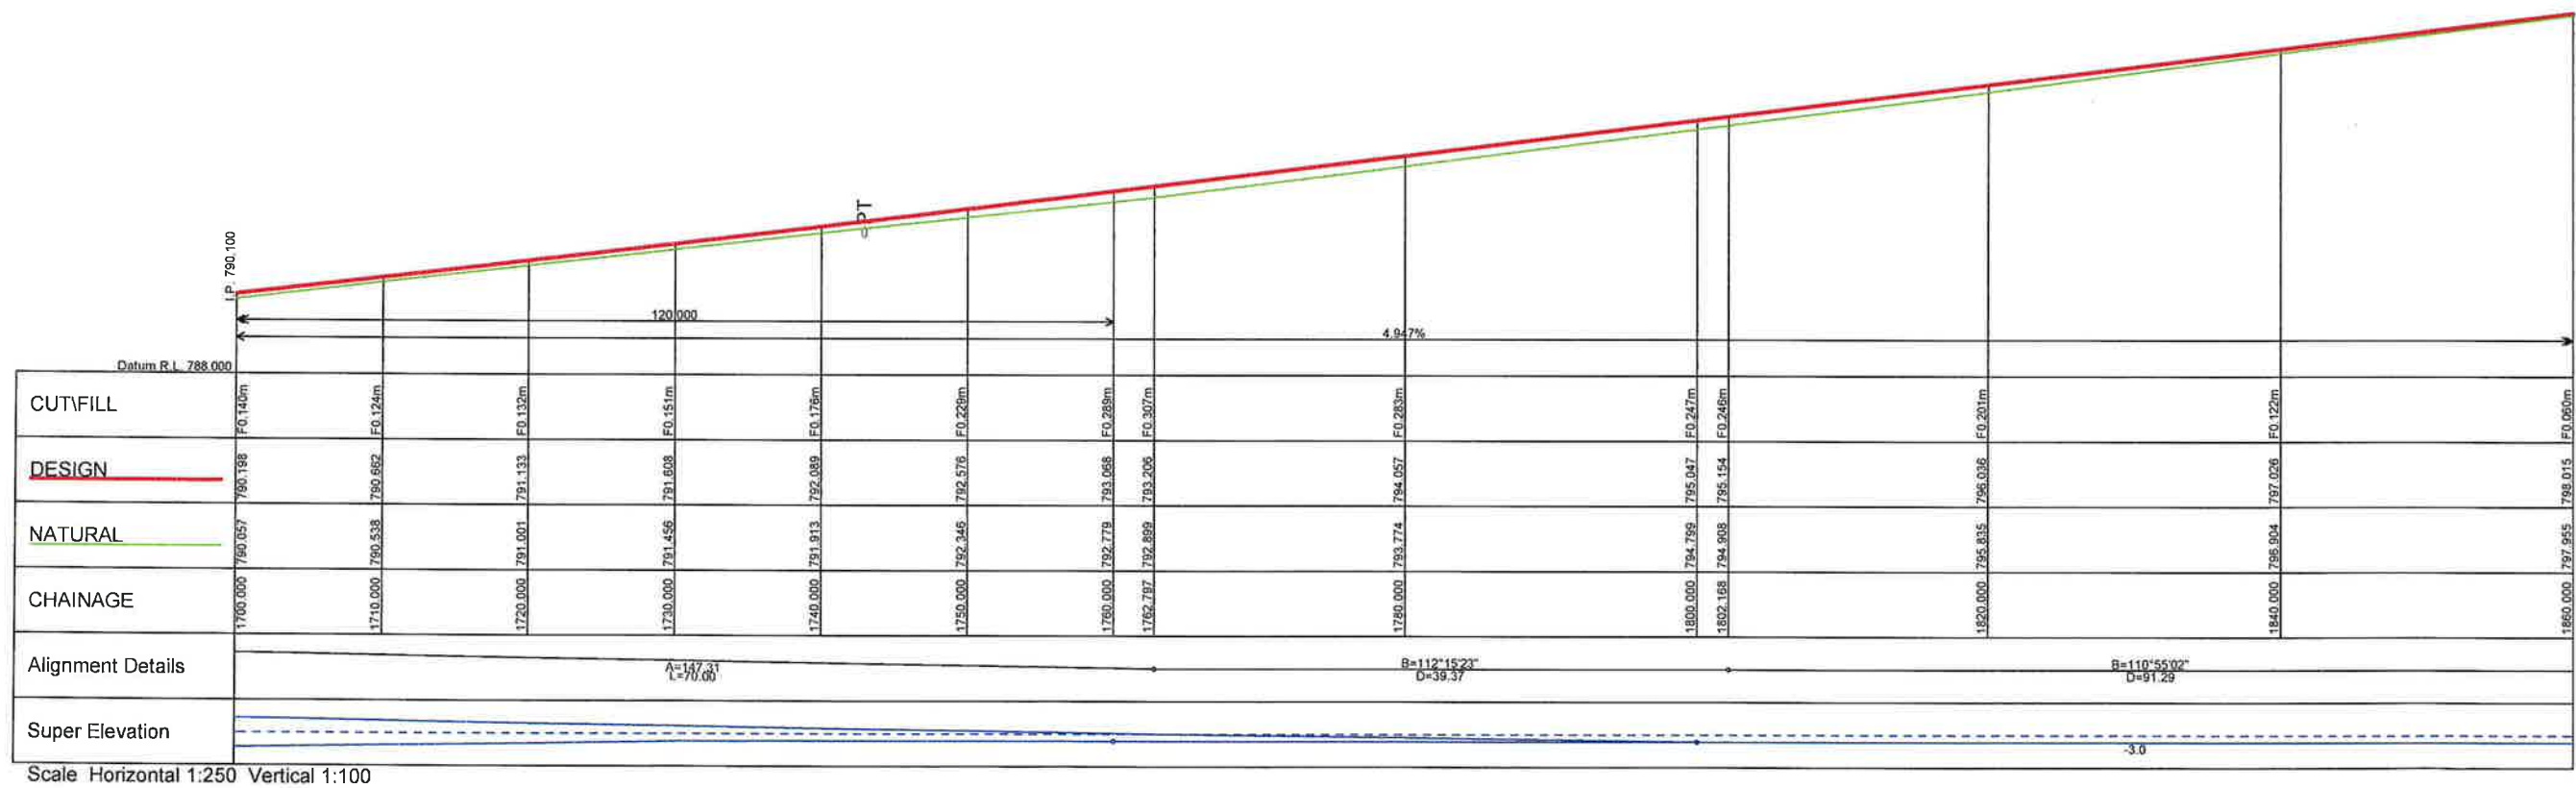 PT
I.P. 790.100
120.000
4.947%
Datum R.L. 788.000
CUT\FILL F0.140m F0.124m F0.132m F0.151m F0.176m F0.229m F0.289m F0.307m F0.283m F0.247m F0.246m F0.201m F0.122m F0.060m
DESIGN 790.198 790.662 791.133 791.608 792.089 792.576 793.068 793.206 794.057 795.047 795.154 796.036 797.026 798.015
NATURAL 790.057 790.538 791.001 791.456 791.913 792.346 792.779 792.899 793.774 794.799 794.908 795.835 796.904 797.955
CHAINAGE 1700.000 1710.000 1720.000 1730.000 1740.000 1750.000 1760.000 1762.797 1780.000 1800.000 1802.168 1820.000 1840.000 1860.000
Alignment Details
A=147.31
L=70.00
B=112°15'23"
D=39.37
B=110°55'02"
D=91.29
Super Elevation
-3.0
Scale Horizontal 1:250 Vertical 1:100